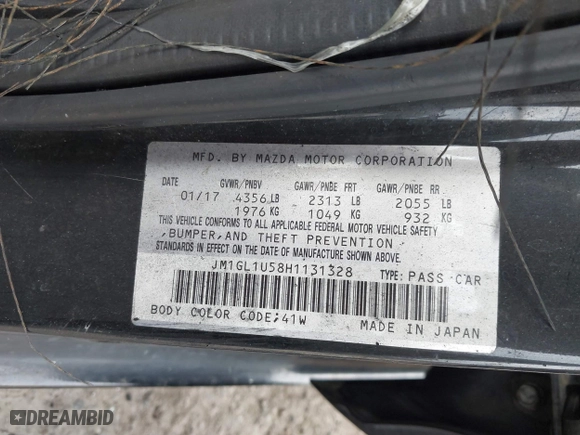 MFD. BY MAZDA MOTOR CORPORATION
DATE GVWR/PNBV GAWR/PNBE FRT GAWR/PNBE RR
01/17 4356 LB 2313 LB 2055 LB
1976 KG 1049 KG 932 KG
THIS VEHICLE CONFORMS TO ALL APPLICABLE FEDERAL MOTOR VEHICLE SAFETY
,BUMPER,AND THEFT PREVENTION
STANDARDS IN EFFECT ON THE DATE OF MANUFACTURE SHOWN ABOVE.
JM1GL1U58H1131328 TYPE: PASS CAR
BODY COLOR CODE;41W MADE IN JAPAN
DREAMBID